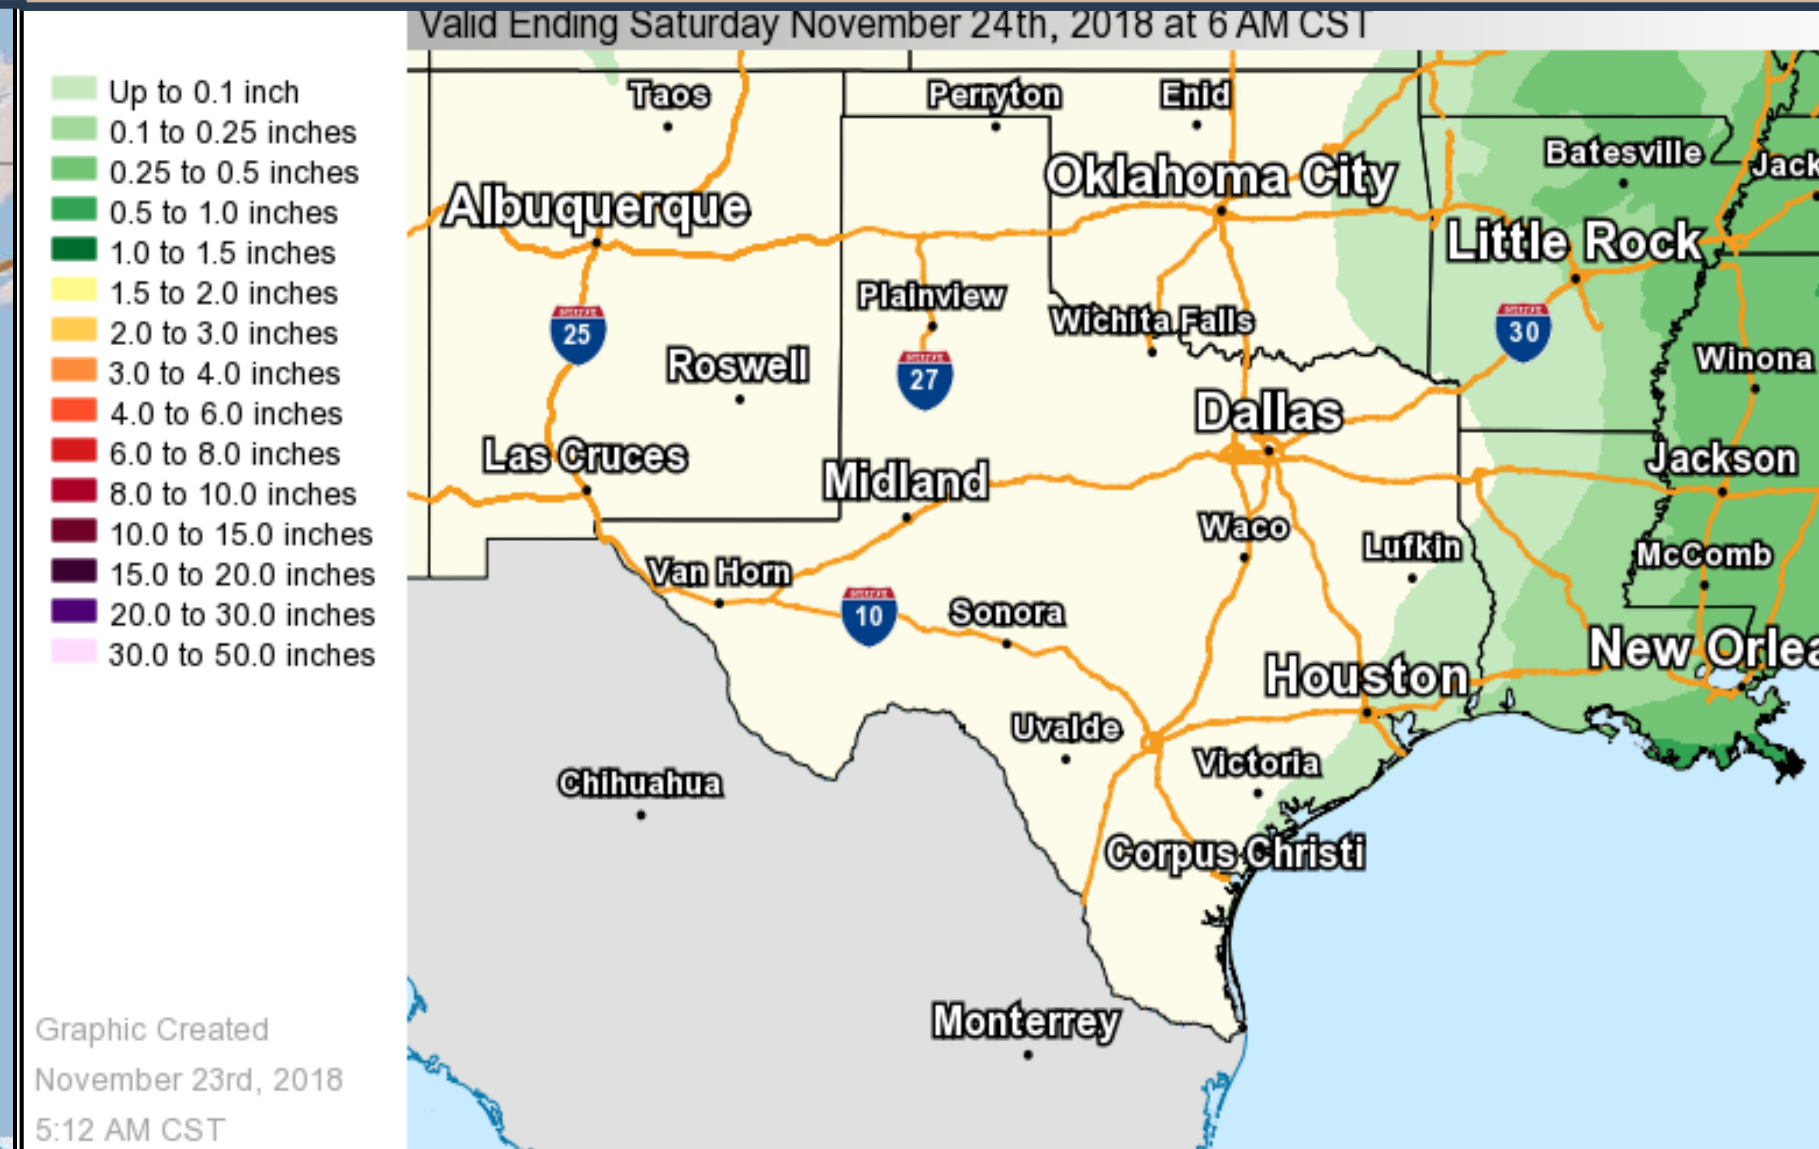 Valid Ending Saturday November 24th, 2018 at 6 AM CST
Up to 0.1 inch
0.1 to 0.25 inches
0.25 to 0.5 inches
0.5 to 1.0 inches
1.0 to 1.5 inches
1.5 to 2.0 inches
2.0 to 3.0 inches
3.0 to 4.0 inches
4.0 to 6.0 inches
6.0 to 8.0 inches
8.0 to 10.0 inches
10.0 to 15.0 inches
15.0 to 20.0 inches
20.0 to 30.0 inches
30.0 to 50.0 inches
Graphic Created
November 23rd, 2018
5:12 AM CST
Taos
Perryton
Enid
Batesville
Jack
Oklahoma City
Albuquerque
Little Rock
Plainview
Wichita Falls
25
30
Roswell
27
Winona
Dallas
Las Cruces
Midland
Jackson
Waco
Lufkin
McComb
Van Horn
10
Sonora
New Orlea
Houston
Uvalde
Victoria
Chihuahua
Corpus Christi
Monterrey